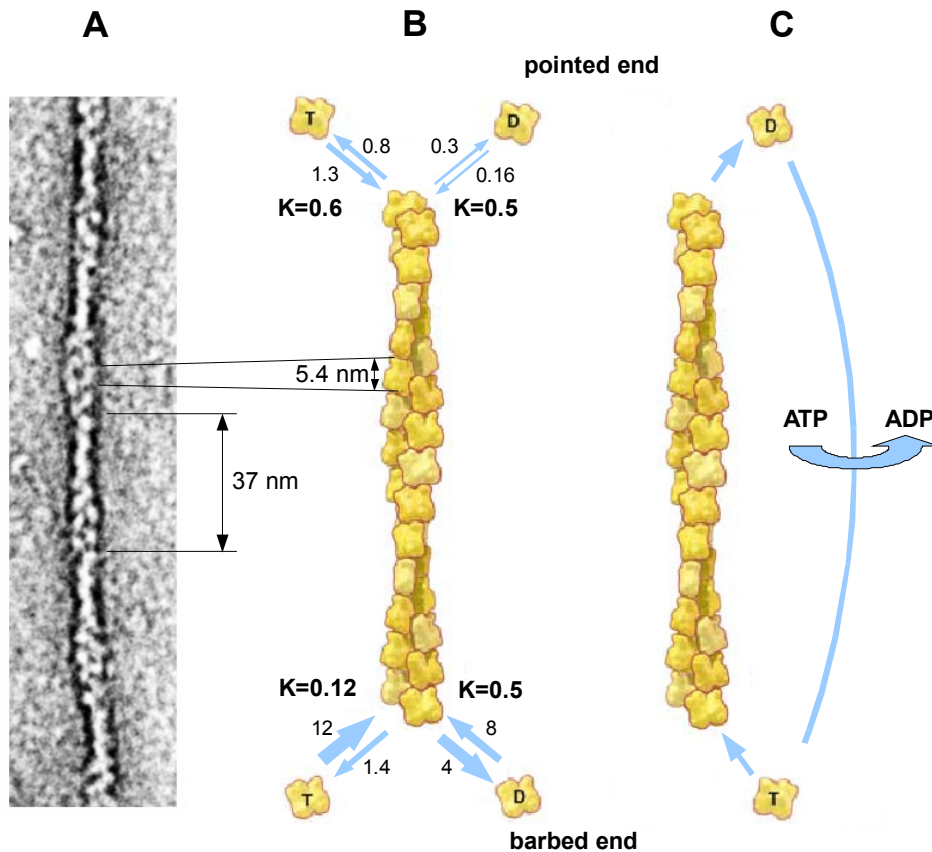 A
B
C
pointed end
T
D
D
0.8
0.3
1.3
0.16
K=0.6
K=0.5
5.4 nm
ATP
ADP
37 nm
K=0.12
K=0.5
12
8
1.4
4
T
D
T
barbed end